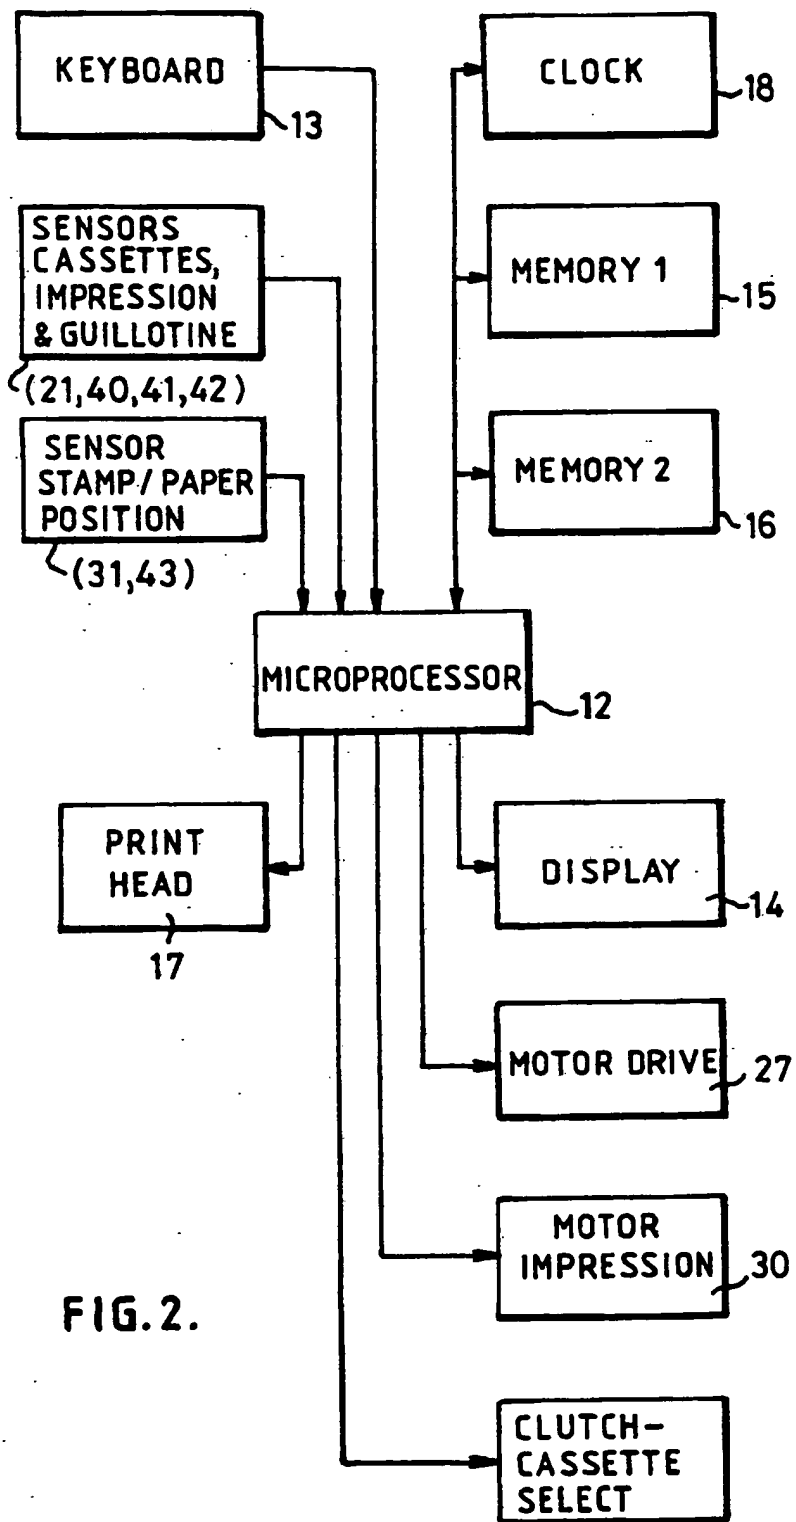 KEYBOARD
13
CLOCK
18
SENSORS
CASSETTES,
IMPRESSION
& GUILLOTINE
(21,40,41,42)
MEMORY 1
15
SENSOR
STAMP/PAPER
POSITION
(31,43)
MEMORY 2
16
MICROPROCESSOR
12
PRINT
HEAD
17
DISPLAY
14
MOTOR DRIVE
27
MOTOR
IMPRESSION
30
FIG.2.
CLUTCH-
CASSETTE
SELECT